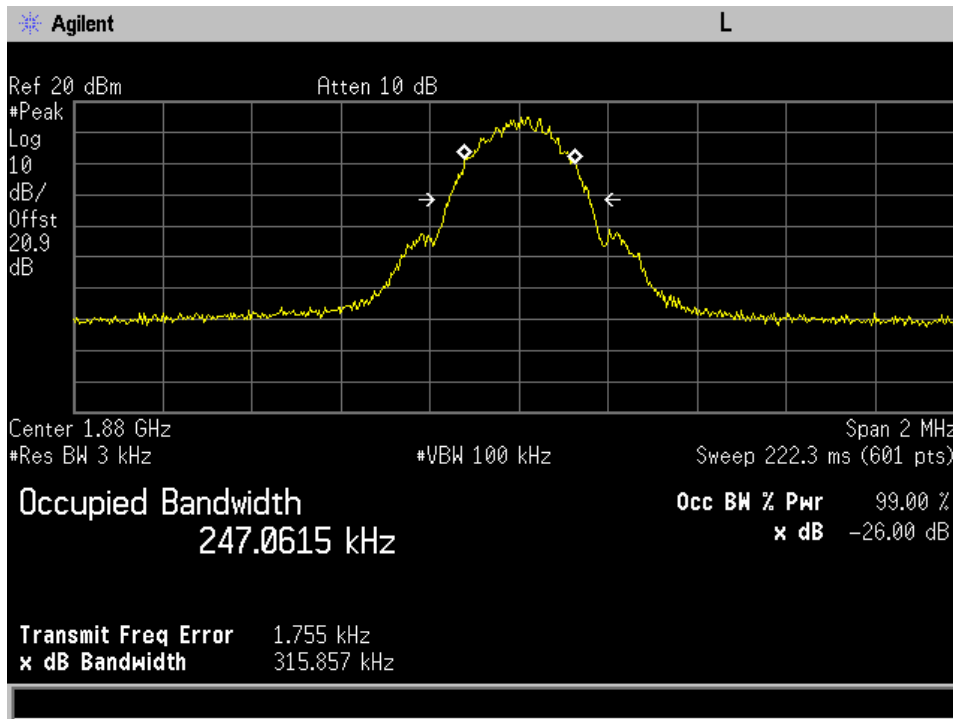 Agilent L
Ref 20 dBm Atten 10 dB
#Peak
Log
10
dB/
Offst
20.9
dB
Center 1.88 GHz Span 2 MHz
#Res BW 3 kHz #VBW 100 kHz Sweep 222.3 ms (601 pts)
Occupied Bandwidth
247.0615 kHz
Occ BW % Pwr 99.00 %
x dB -26.00 dB
Transmit Freq Error 1.755 kHz
x dB Bandwidth 315.857 kHz